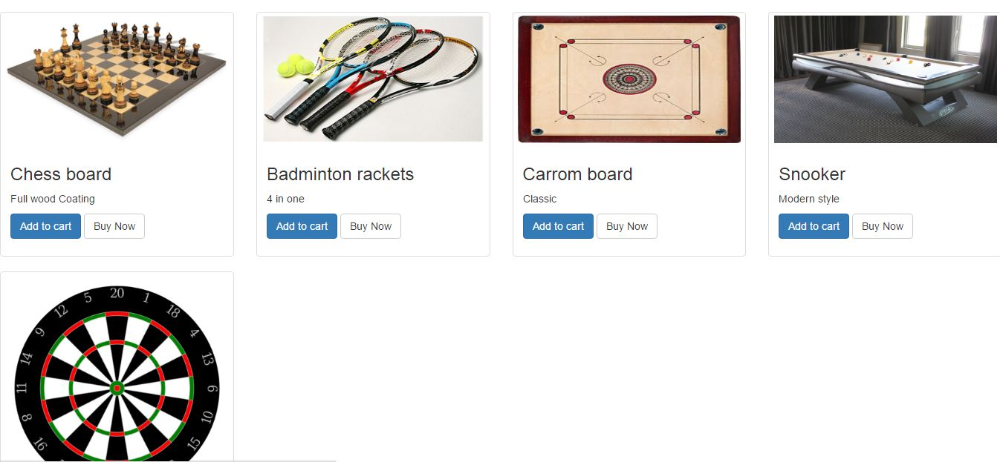 Chess board
Full wood Coating
Add to cart Buy Now
Badminton rackets
4 in one
Add to cart Buy Now
Carrom board
Classic
Add to cart Buy Now
Snooker
Modern style
Add to cart Buy Now
20
1
18
4
13
6
10
15
16
8
11
14
9
12
5